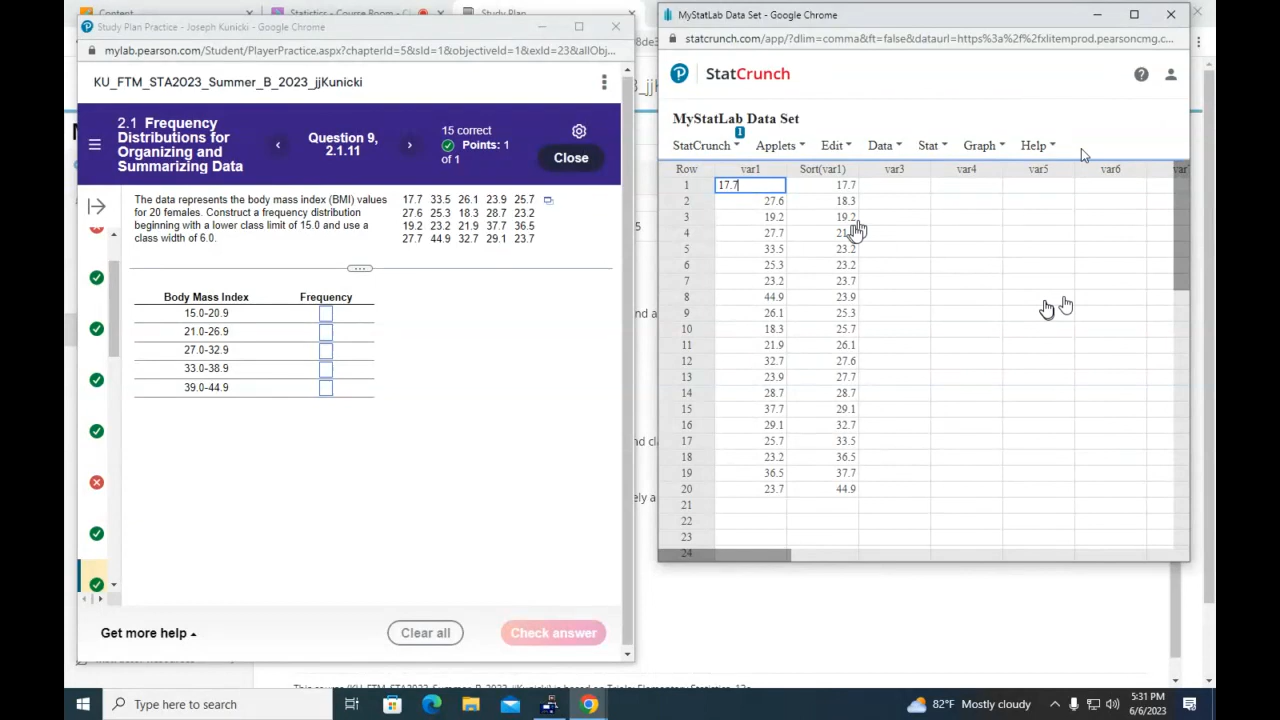 Content
Statistics - Course Room - C
Study Plan
Study Plan Practice - Joseph Kunicki - Google Chrome
mylab.pearson.com/Student/PlayerPractice.aspx?chapterId=5&sId=1&objectiveId=1&exId=23&allObj...
KU_FTM_STA2023_Summer_B_2023_jjKunicki
2.1 Frequency
Distributions for
Organizing and
Summarizing Data
Question 9,
2.1.11
15 correct
Points: 1
of 1
Close
The data represents the body mass index (BMI) values
for 20 females. Construct a frequency distribution
beginning with a lower class limit of 15.0 and use a
class width of 6.0.
17.7 33.5 26.1 23.9 25.7
27.6 25.3 18.3 28.7 23.2
19.2 23.2 21.9 37.7 36.5
27.7 44.9 32.7 29.1 23.7
Body Mass Index Frequency
15.0-20.9
21.0-26.9
27.0-32.9
33.0-38.9
39.0-44.9
Get more help
Clear all
Check answer
MyStatLab Data Set - Google Chrome
statcrunch.com/app/?dlim=comma&ft=false&dataurl=https%3a%2f%2fxlitemprod.pearsoncmg.c...
StatCrunch
MyStatLab Data Set
1
StatCrunch Applets Edit Data Stat Graph Help
Row var1 Sort(var1) var3 var4 var5 var6 var
1 17.7 17.7
2 27.6 18.3
3 19.2 19.2
4 27.7 21
5 33.5 23.2
6 25.3 23.2
7 23.2 23.7
8 44.9 23.9
9 26.1 25.3
10 18.3 25.7
11 21.9 26.1
12 32.7 27.6
13 23.9 27.7
14 28.7 28.7
15 37.7 29.1
16 29.1 32.7
17 25.7 33.5
18 23.2 36.5
19 36.5 37.7
20 23.7 44.9
21
22
23
24
Type here to search
82°F Mostly cloudy
5:31 PM
6/6/2023